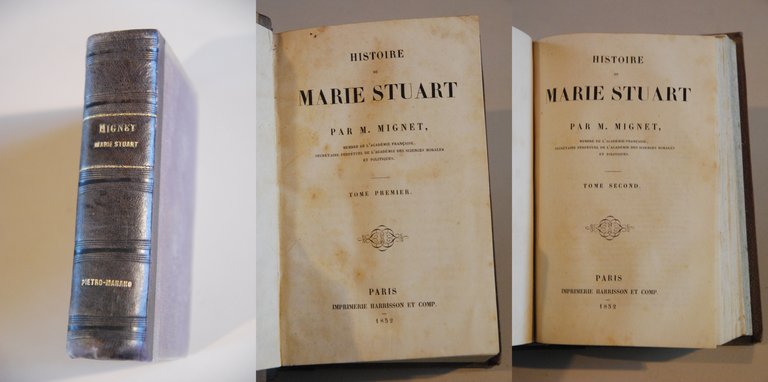 MIGNET
MARIE STUART
PIETRO-MANARO
HISTOIRE
DE
MARIE STUART
PAR M. MIGNET,
MEMBRE DE L'ACADÉMIE FRANÇAISE,
SECRÉTAIRE PERPÉTUEL DE L'ACADÉMIE DES SCIENCES MORALES
ET POLITIQUES.
TOME PREMIER.
PARIS
IMPRIMERIE HARRISSON ET COMP.
1852
HISTOIRE
DE
MARIE STUART
PAR M. MIGNET,
MEMBRE DE L'ACADÉMIE FRANÇAISE,
SECRÉTAIRE PERPÉTUEL DE L'ACADÉMIE DES SCIENCES MORALES
ET POLITIQUES.
TOME SECOND.
PARIS
IMPRIMERIE HARRISSON ET COMP.
1852